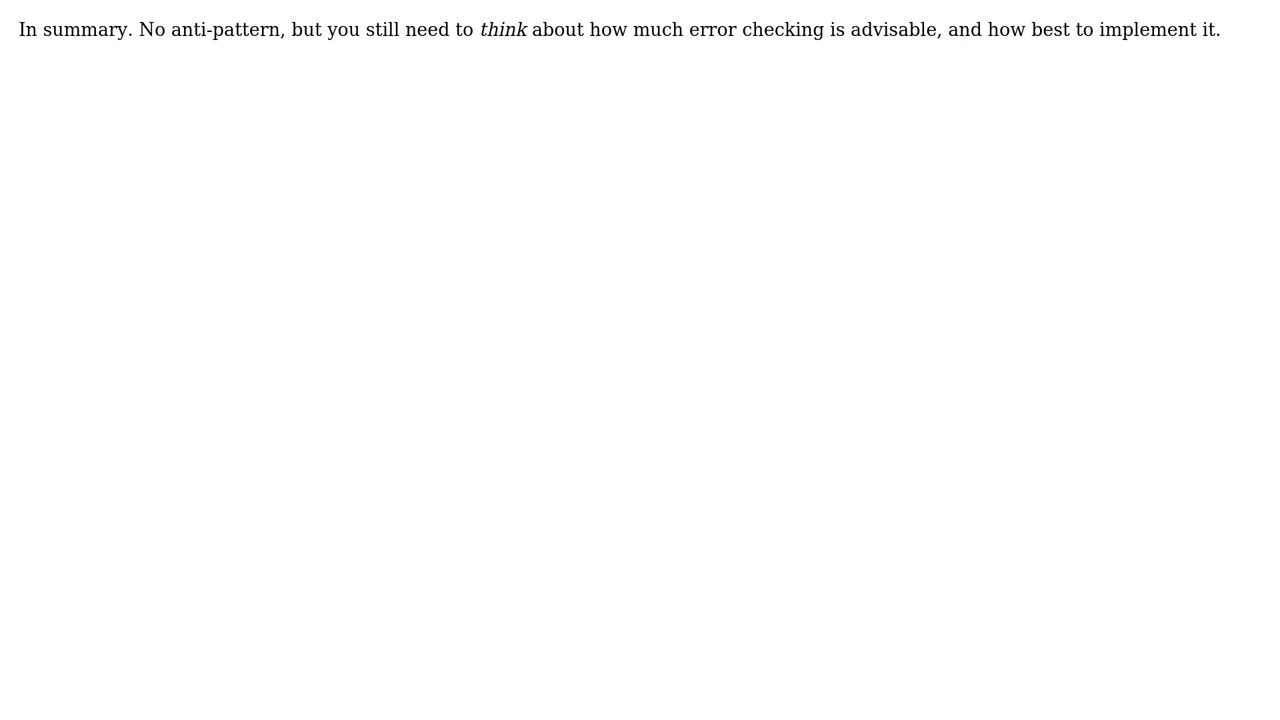 In summary. No anti-pattern, but you still need to think about how much error checking is advisable, and how best to implement it.